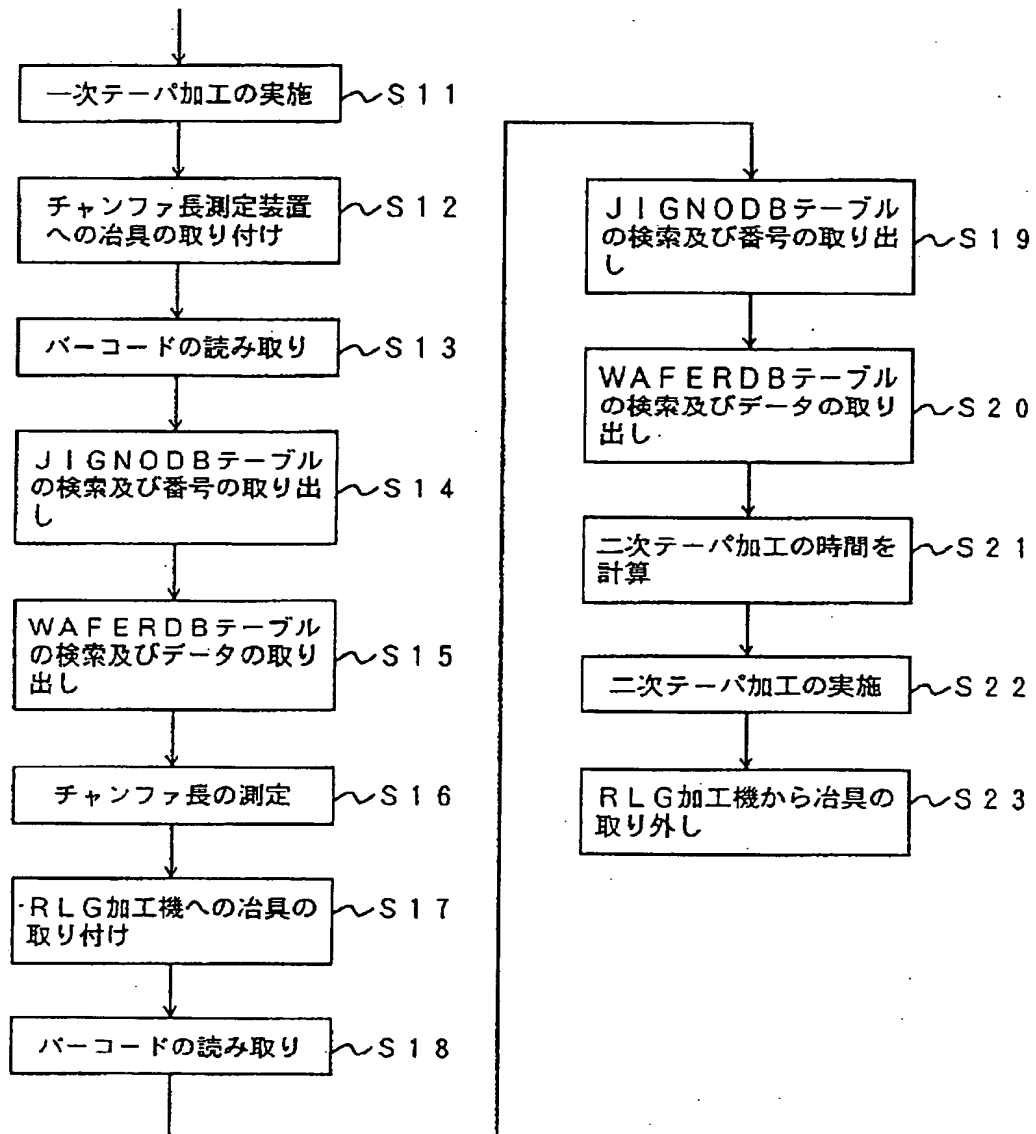 一次テーパ加工の実施
~S11
チャンファ長測定装置
への冶具の取り付け
~S12
バーコードの読み取り
~S13
JIGNODBテーブル
の検索及び番号の取り出
し
~S14
WAFERDBテーブル
の検索及びデータの取り
出し
~S15
チャンファ長の測定
~S16
RLG加工機への冶具の
取り付け
~S17
バーコードの読み取り
~S18
JIGNODBテーブル
の検索及び番号の取り出
し
~S19
WAFERDBテーブル
の検索及びデータの取り
出し
~S20
二次テーパ加工の時間を
計算
~S21
二次テーパ加工の実施
~S22
RLG加工機から冶具の
取り外し
~S23